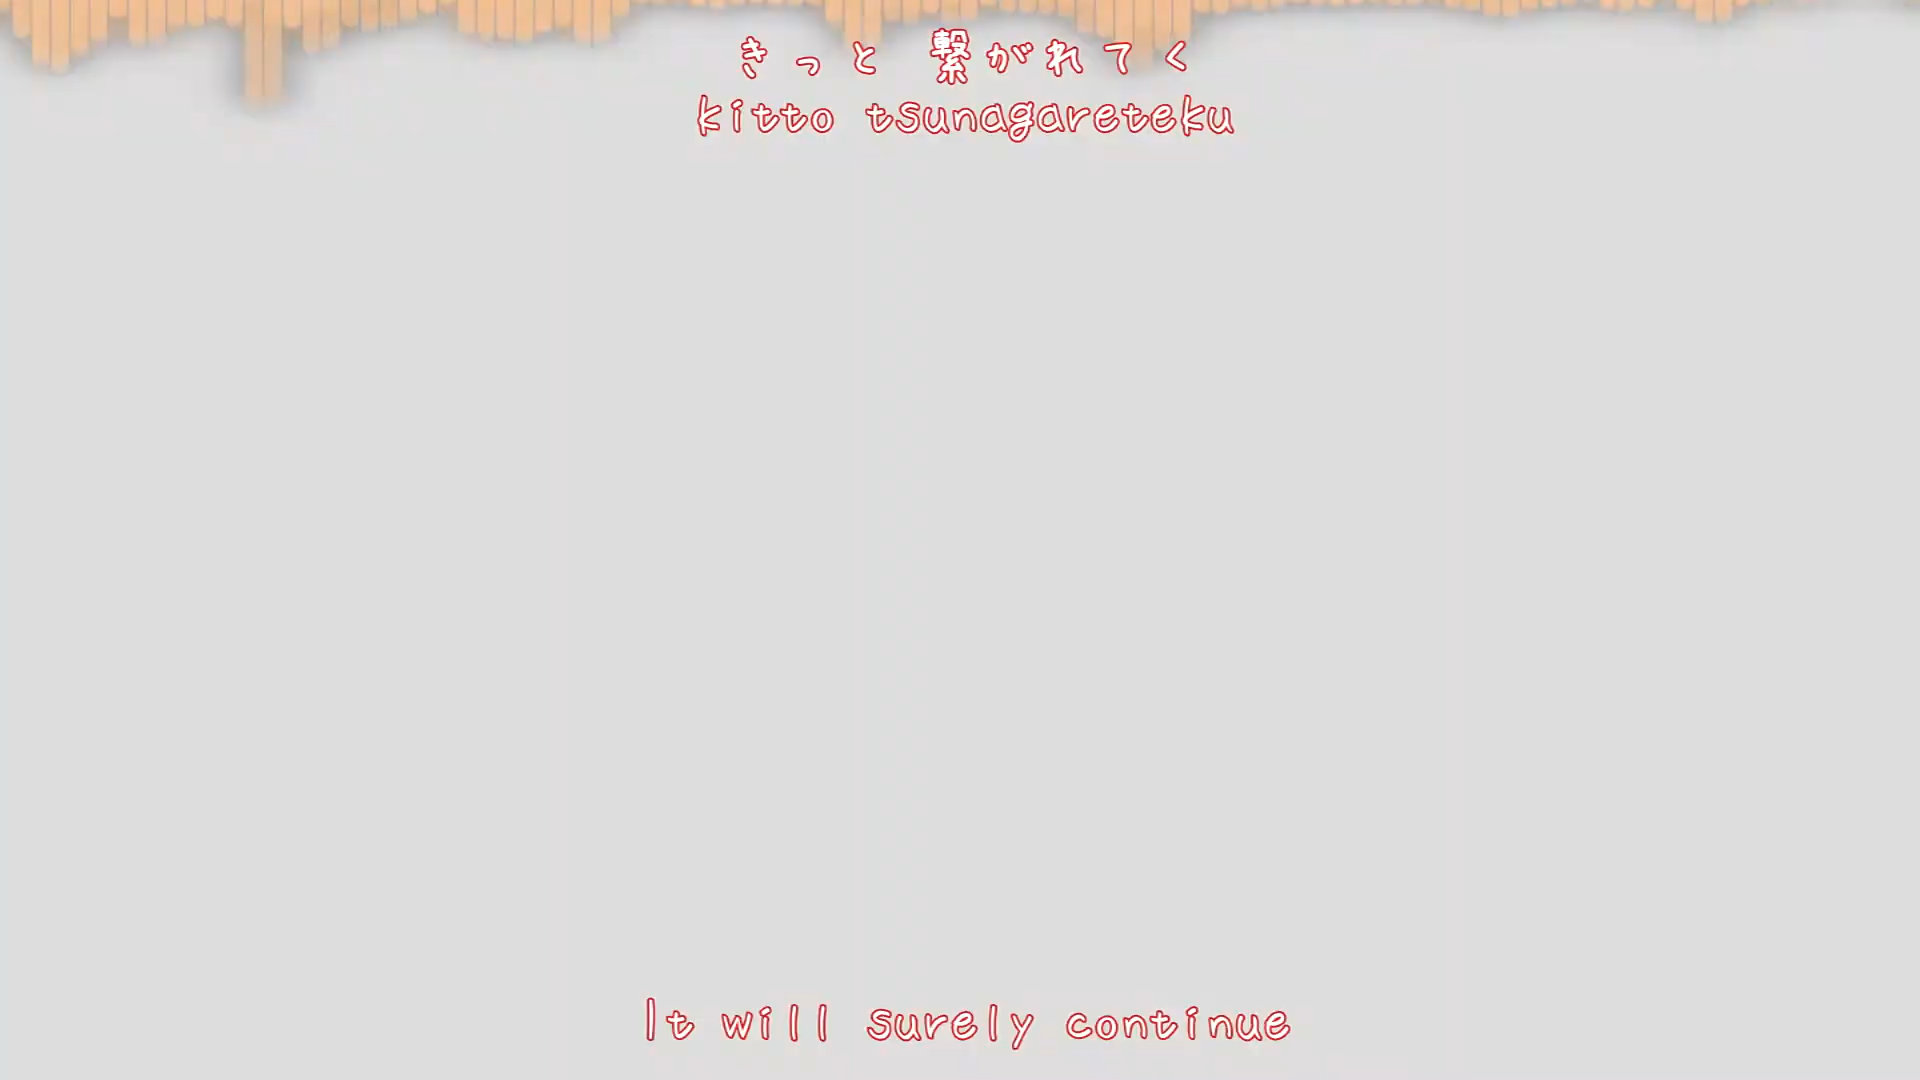 きっと 繋がれてく
kitto tsunagareteku
It will surely continue